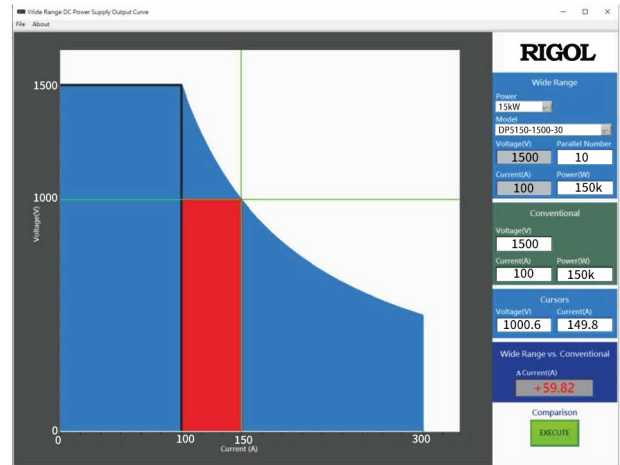 Wide Range DC Power Supply Output Curve
File About
RIGOL
Wide Range
Power
15kW
Model
DP5150-1500-30
Voltage(V) Parallel Number
1500 10
Current(A) Power(W)
100 150k
Conventional
Voltage(V)
1500
Current(A) Power(W)
100 150k
Cursors
Voltage(V) Current(A)
1000.6 149.8
Wide Range vs. Conventional
Δ Current(A)
+59.82
Comparison
EXECUTE
1500
1000
Voltage(V)
0
0 100 150 300
Current (A)